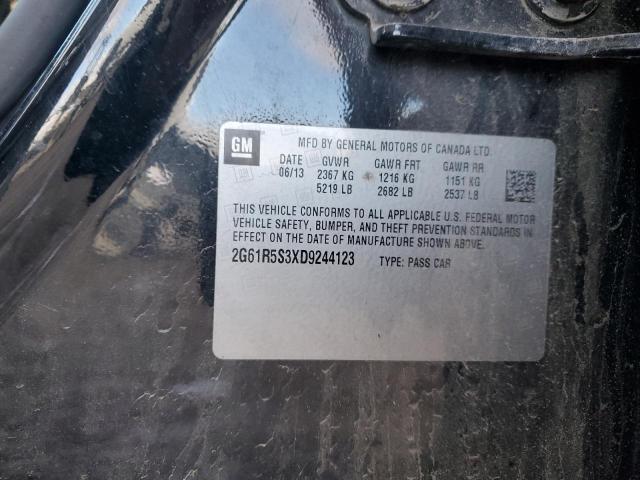 GM
MFD BY GENERAL MOTORS OF CANADA LTD.
DATE GVWR GAWR FRT GAWR RR
06/13 2367 KG 1216 KG 1151 KG
5219 LB 2682 LB 2537 LB
THIS VEHICLE CONFORMS TO ALL APPLICABLE U.S. FEDERAL MOTOR
VEHICLE SAFETY, BUMPER, AND THEFT PREVENTION STANDARDS
IN EFFECT ON THE DATE OF MANUFACTURE SHOWN ABOVE.
2G61R5S3XD9244123 TYPE: PASS CAR